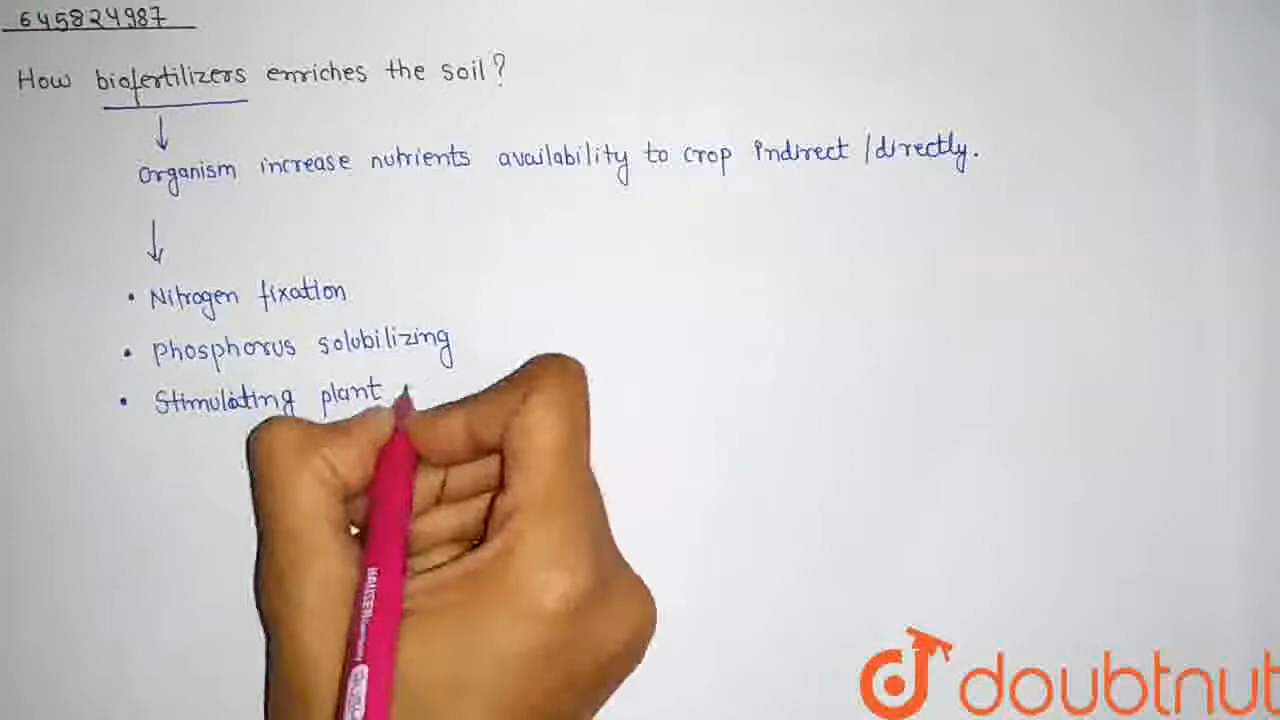 645824987
How biofertilizers enriches the soil?
organism increase nutrients availability to crop indirect / directly.
• Nitrogen fixation
• phosphorus solubilizing
• Stimulating plant
doubtnut